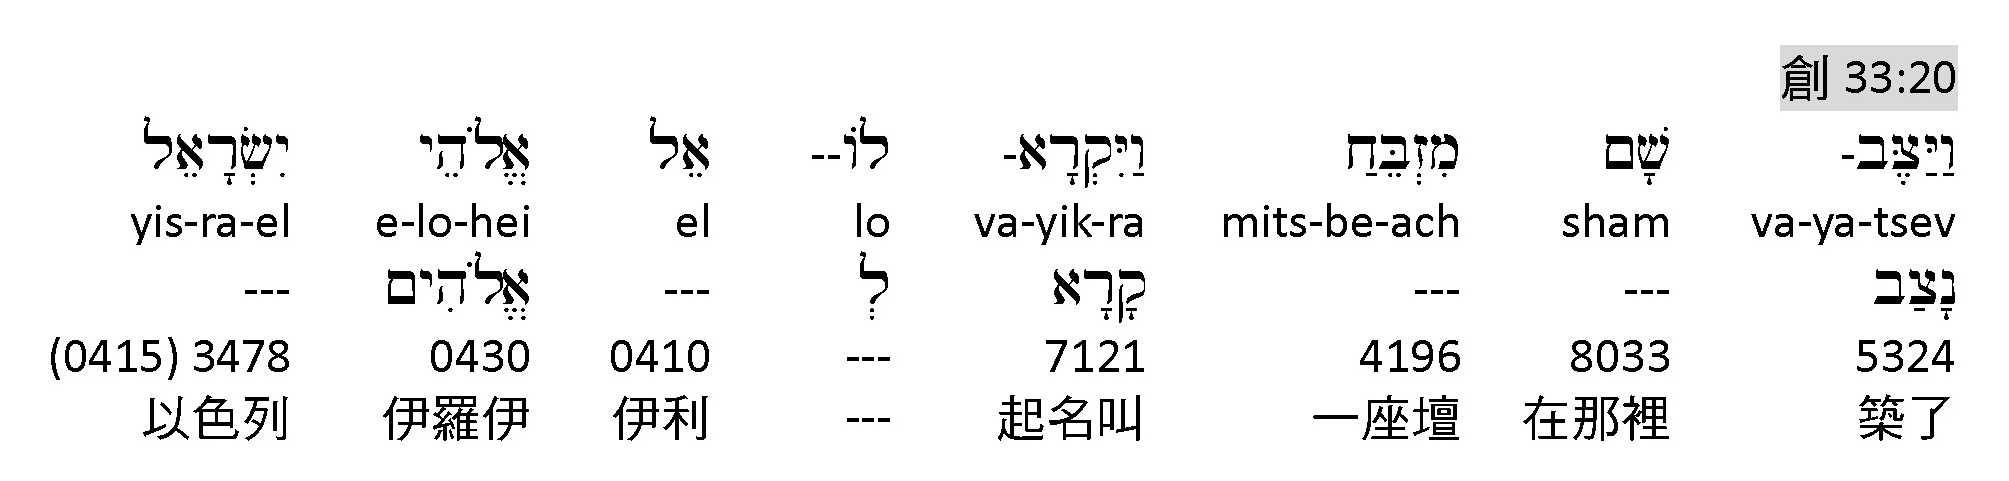 創 33:20
וַיַּצֶּב- שָׁם מִזְבֵּחַ וַיִּקְרָא- לוֹ-- אֵל אֱלֹהֵי יִשְׂרָאֵל
va-ya-tsev sham mits-be-ach va-yik-ra lo el e-lo-hei yis-ra-el
נָצַב --- --- קָרָא לְ --- אֱלֹהִים ---
5324 8033 4196 7121 --- 0410 0430 (0415) 3478
築了 在那裡 一座壇 起名叫 --- 伊利 伊羅伊 以色列